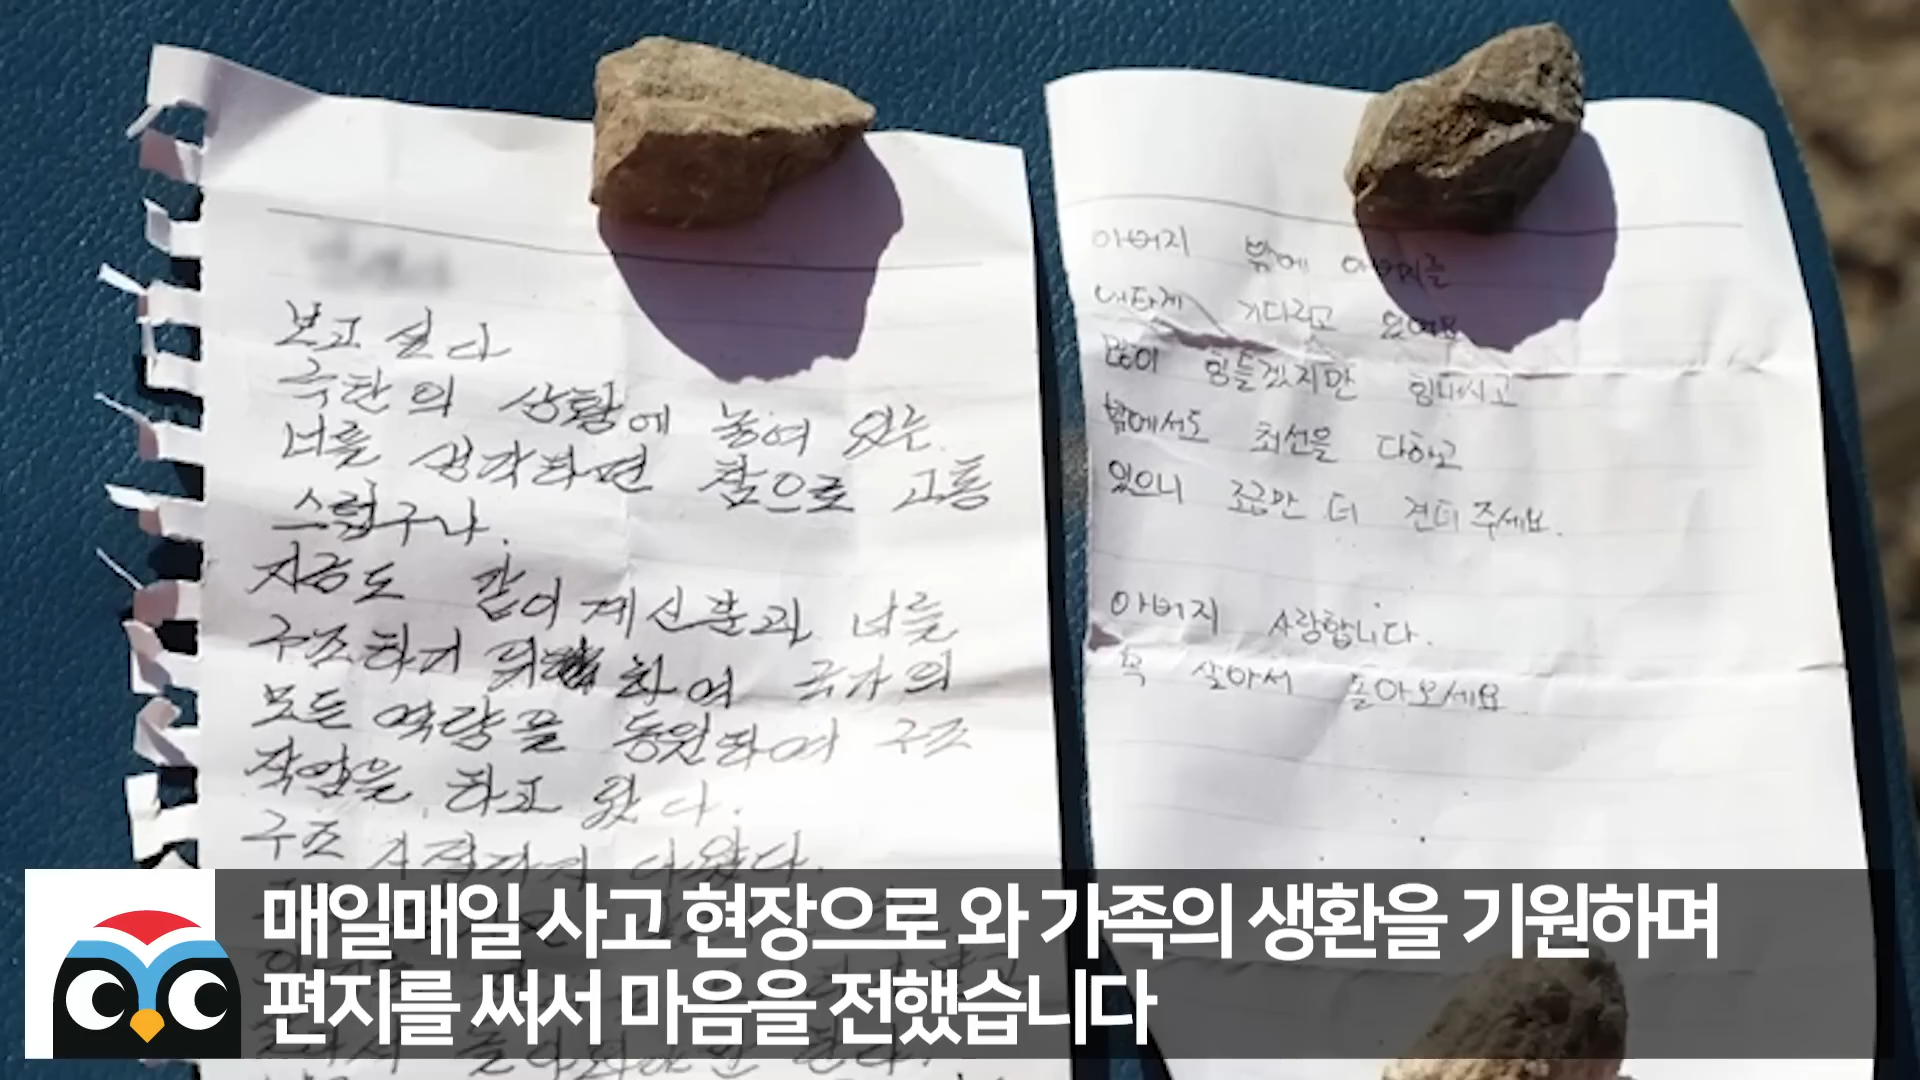 보고 싶다
극한의 상황에 놓여 있는
너를 생각하면 참으로 고통
스럽구나.
지금도 같이 계신분과 너를
구조하기 위 하여 국가의
모든 역량을 동원하여 구조
작업을 하고 있다.
구조
아버지 밖에 아버지를
애타게 기다리고 있어요
많이 힘들겠지만 힘내시고
밖에서도 최선을 다하고
있으니 조금만 더 견뎌 주세요.
아버지 사랑합니다.
꼭 살아서 돌아오세요
매일매일 사고 현장으로 와 가족의 생환을 기원하며
편지를 써서 마음을 전했습니다